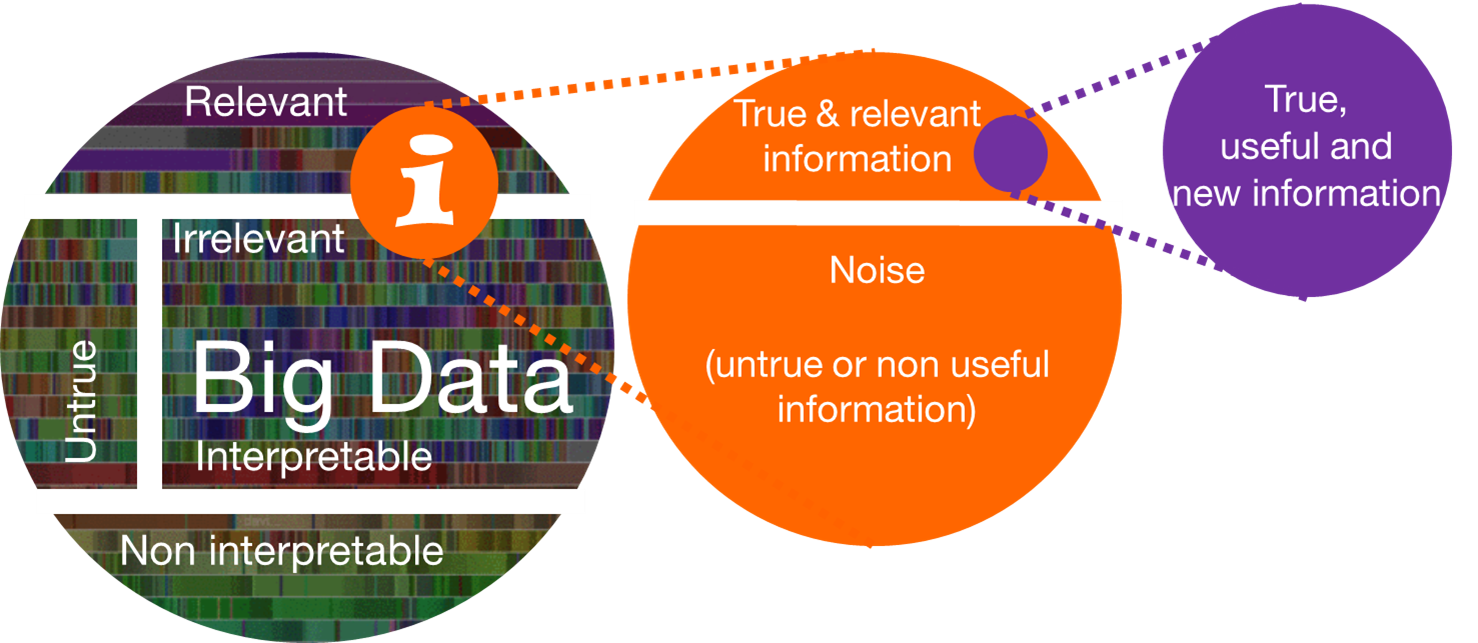 Relevant
i
Irrelevant
Untrue
Big Data
Interpretable
Non interpretable
True & relevant
information
Noise
(untrue or non useful
information)
True,
useful and
new information